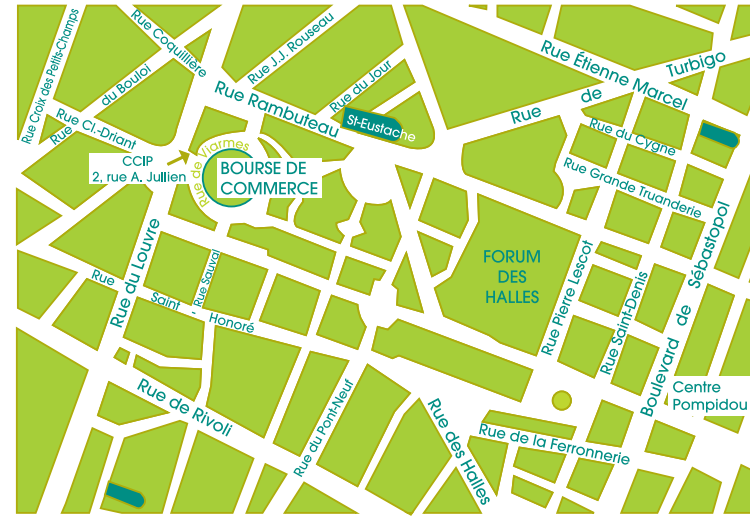 Rue Croix des Petits-Champs
Rue Coquillière
Rue du Bouloi
Rue J.J. Rousseau
Rue du Jour
Rue Rambuteau
St-Eustache
Rue Étienne Marcel
Rue de Turbigo
Rue du Cygne
Rue Grande Truanderie
Rue Cl.-Driant
CCIP
2, rue A. Jullien
Rue de Viarmes
BOURSE DE
COMMERCE
Rue du Louvre
Rue Sauval
Rue Saint - Honoré
FORUM
DES
HALLES
Rue Pierre Lescot
Rue Saint-Denis
Boulevard de Sébastopol
Centre
Pompidou
Rue de Rivoli
Rue du Pont-Neuf
Rue des Halles
Rue de la Ferronnerie